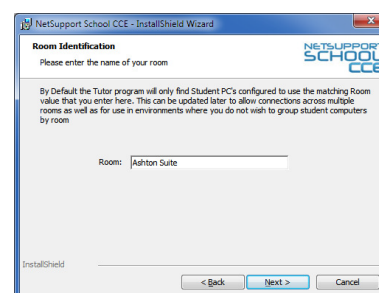 NetSupport School CCE - InstallShield Wizard
Room Identification
Please enter the name of your room
NETSUPPORT
SCHOOL
CCE
By Default the Tutor program will only find Student PC's configured to use the matching Room
value that you enter here. This can be updated later to allow connections across multiple
rooms as well as for use in environments where you do not wish to group student computers
by room
Room: Ashton Suite
InstallShield
< Back Next > Cancel